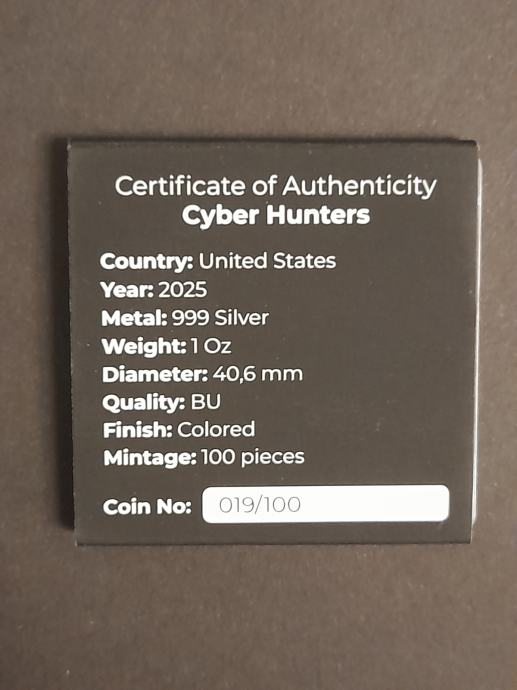 Certificate of Authenticity
Cyber Hunters
Country: United States
Year: 2025
Metal: 999 Silver
Weight: 1 Oz
Diameter: 40,6 mm
Quality: BU
Finish: Colored
Mintage: 100 pieces
Coin No: 019/100